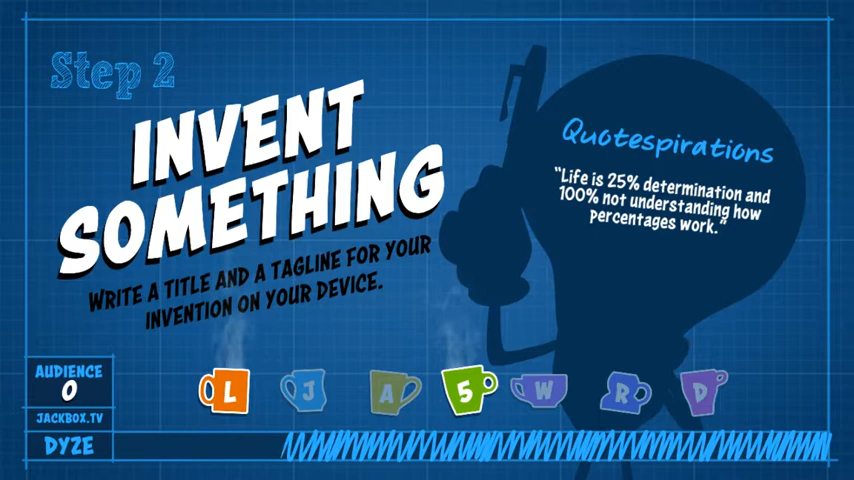 Step 2
INVENT
SOMETHING
WRITE A TITLE AND A TAGLINE FOR YOUR
INVENTION ON YOUR DEVICE.
Quotespirations
"Life is 25% determination and
100% not understanding how
percentages work."
L
J
A
5
W
R
D
AUDIENCE
0
JACKBOX.TV
DYZE